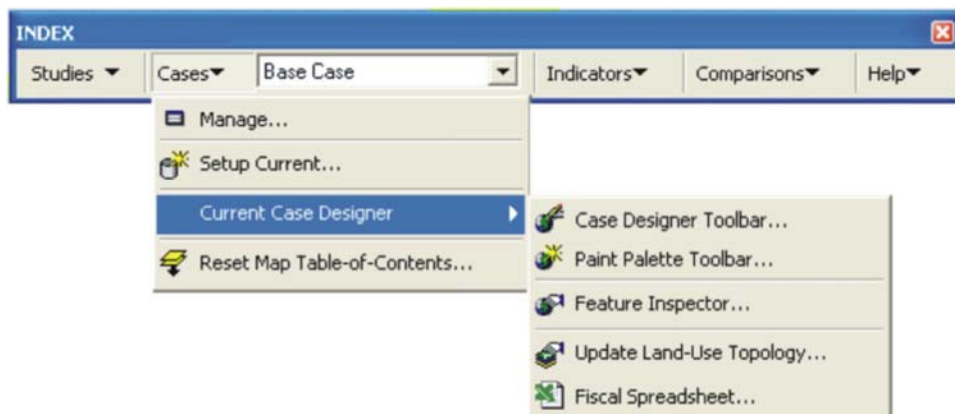 INDEX
Studies Cases Base Case Indicators Comparisons Help
Manage...
Setup Current...
Current Case Designer
Reset Map Table-of-Contents...
Case Designer Toolbar...
Paint Palette Toolbar...
Feature Inspector...
Update Land-Use Topology...
Fiscal Spreadsheet...